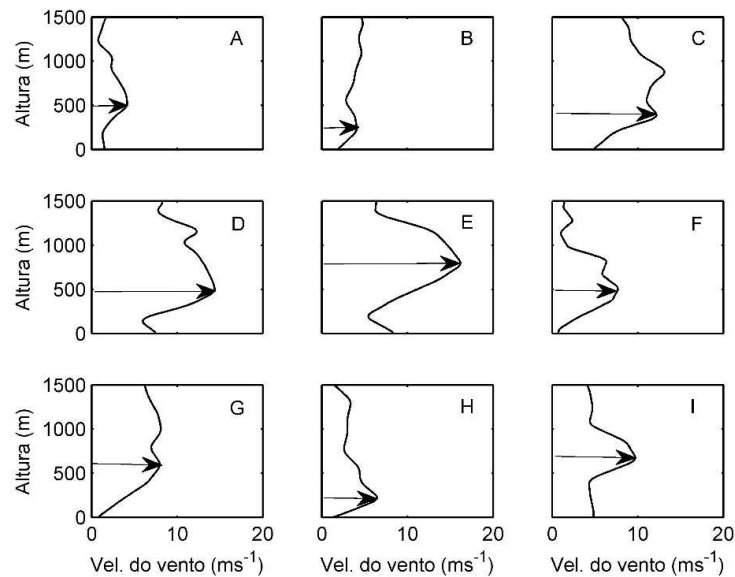 1500
1000
500
0
Altura (m)
A
B
C
1500
1000
500
0
Altura (m)
D
E
F
1500
1000
500
0
Altura (m)
G
H
I
0 10 20
0 10 20
0 10 20
Vel. do vento (ms⁻¹)
Vel. do vento (ms⁻¹)
Vel. do vento (ms⁻¹)